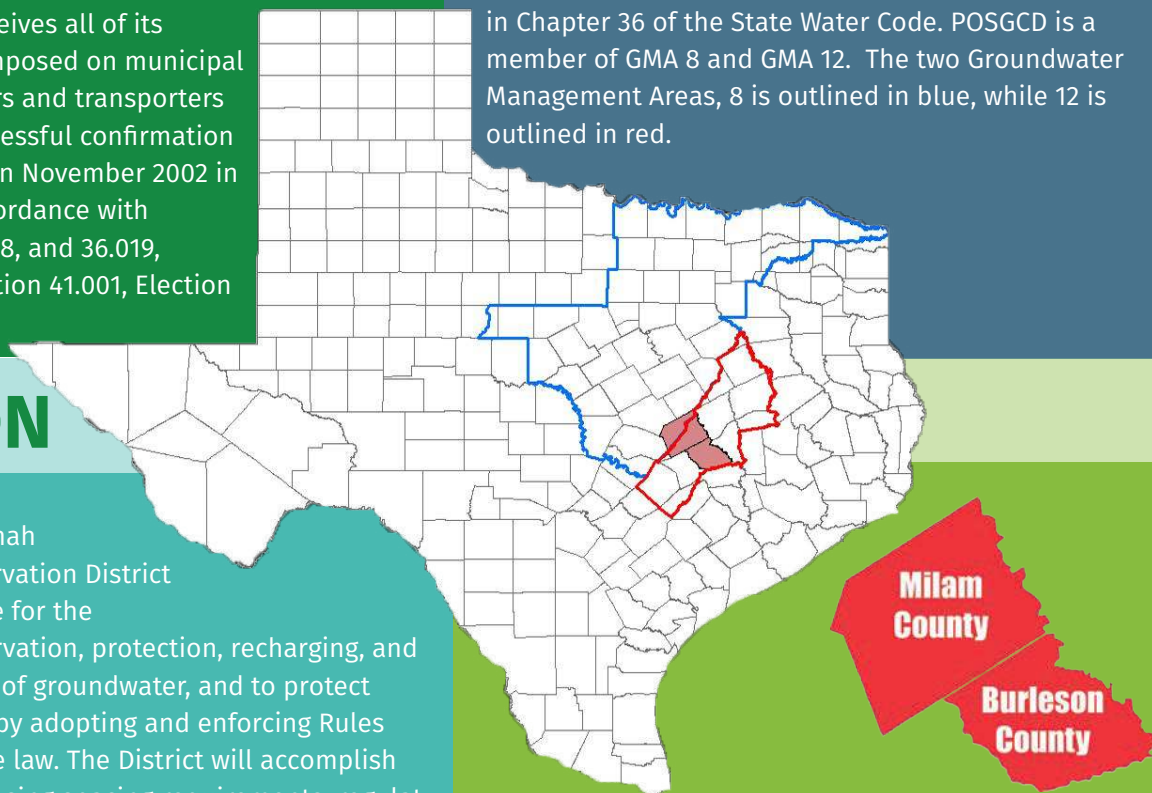 eives all of its
nposed on municipal
rs and transporters
essful confirmation
n November 2002 in
ordance with
8, and 36.019,
tion 41.001, Election
in Chapter 36 of the State Water Code. POSGCD is a
member of GMA 8 and GMA 12.  The two Groundwater
Management Areas, 8 is outlined in blue, while 12 is
outlined in red.
ON
nah
rvation District
e for the
rvation, protection, recharging, and
of groundwater, and to protect
by adopting and enforcing Rules
e law. The District will accomplish
Milam
County
Burleson
County